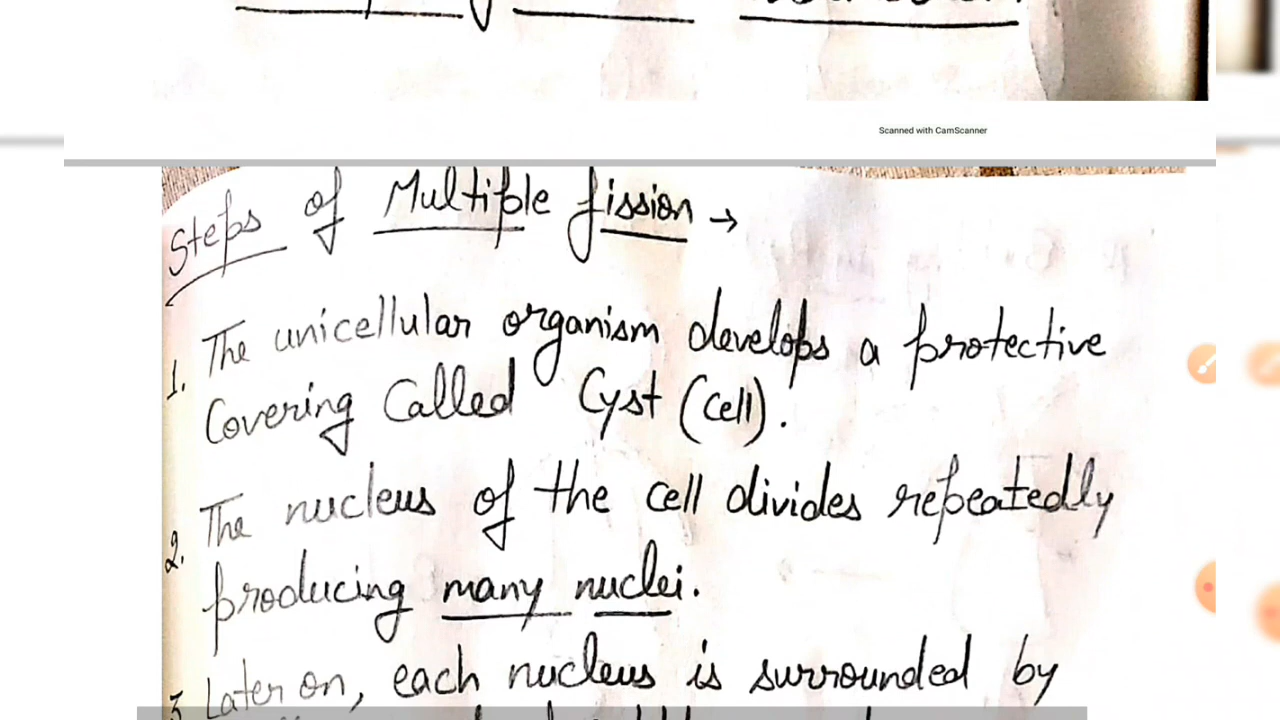 Scanned with CamScanner
Steps of Multiple fission →
1. The unicellular organism develops a protective
Covering Called Cyst (Cell).
2. The nucleus of the cell divides repeatedly
producing many nuclei.
3 Later on, each nucleus is surrounded by